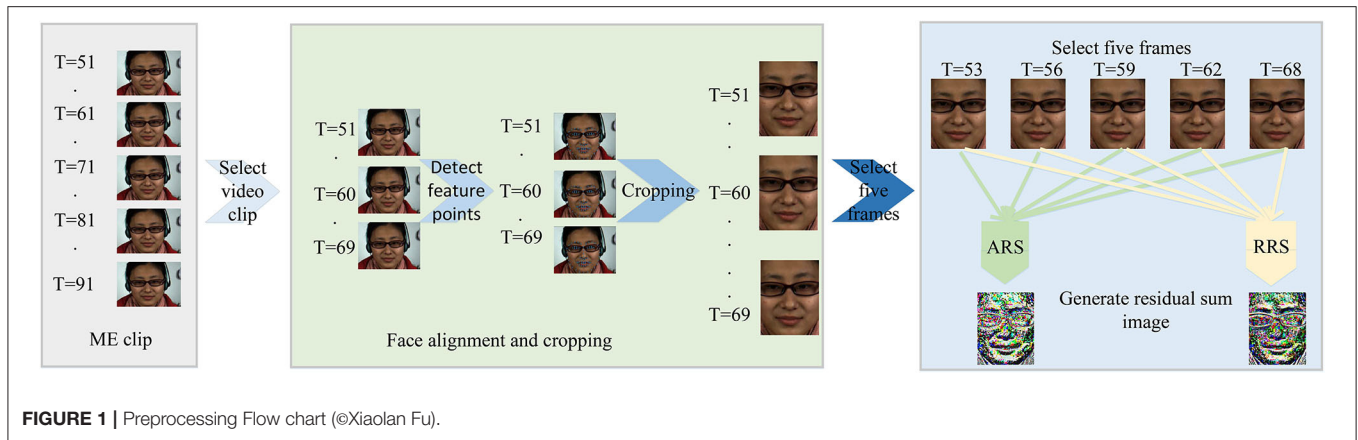 T=51
.
T=61
T=71
T=81
.
T=91
ME clip
Select
video
clip
T=51
.
T=60
.
T=69
Detect
feature
points
T=51
.
T=60
.
T=69
Cropping
T=51
.
.
T=60
.
.
.
T=69
Face alignment and cropping
Select
five
frames
Select five frames
T=53 T=56 T=59 T=62 T=68
ARS
RRS
Generate residual sum
image
FIGURE 1 | Preprocessing Flow chart (©Xiaolan Fu).